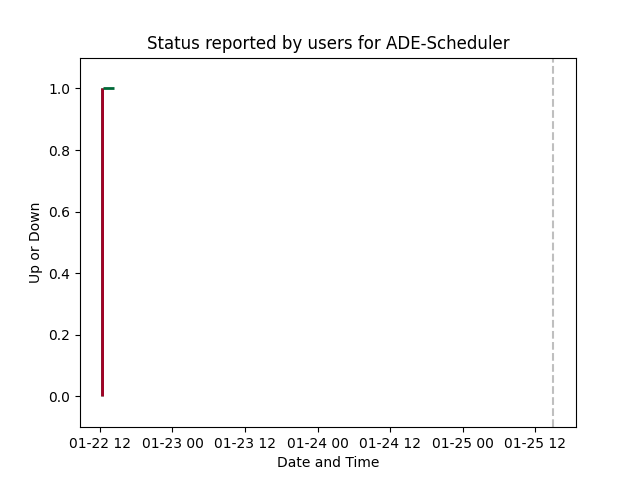 Status reported by users for ADE-Scheduler
Up or Down
1.0
0.8
0.6
0.4
0.2
0.0
01-22 12 01-23 00 01-23 12 01-24 00 01-24 12 01-25 00 01-25 12
Date and Time